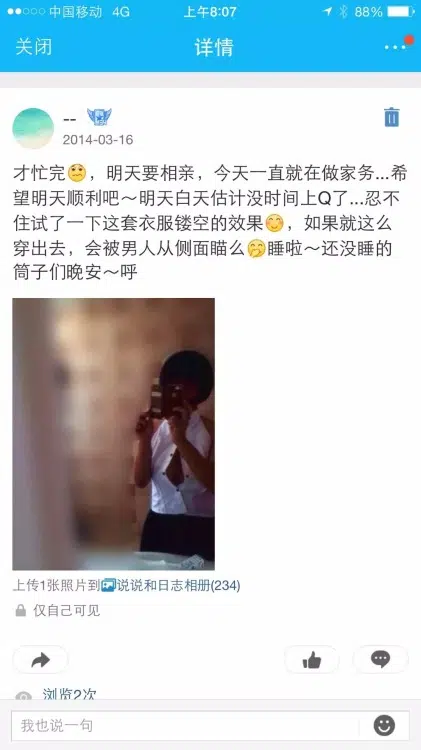 中国移动 4G 上午8:07 88%
关闭 详情
--
2014-03-16
才忙完，明天要相亲，今天一直就在做家务...希
望明天顺利吧～明天白天估计没时间上Q了...忍不
住试了一下这套衣服镂空的效果，如果就这么
穿出去，会被男人从侧面瞄么睡啦～还没睡的
筒子们晚安～呼
上传1张照片到说说和日志相册(234)
仅自己可见
浏览2次
我也说一句